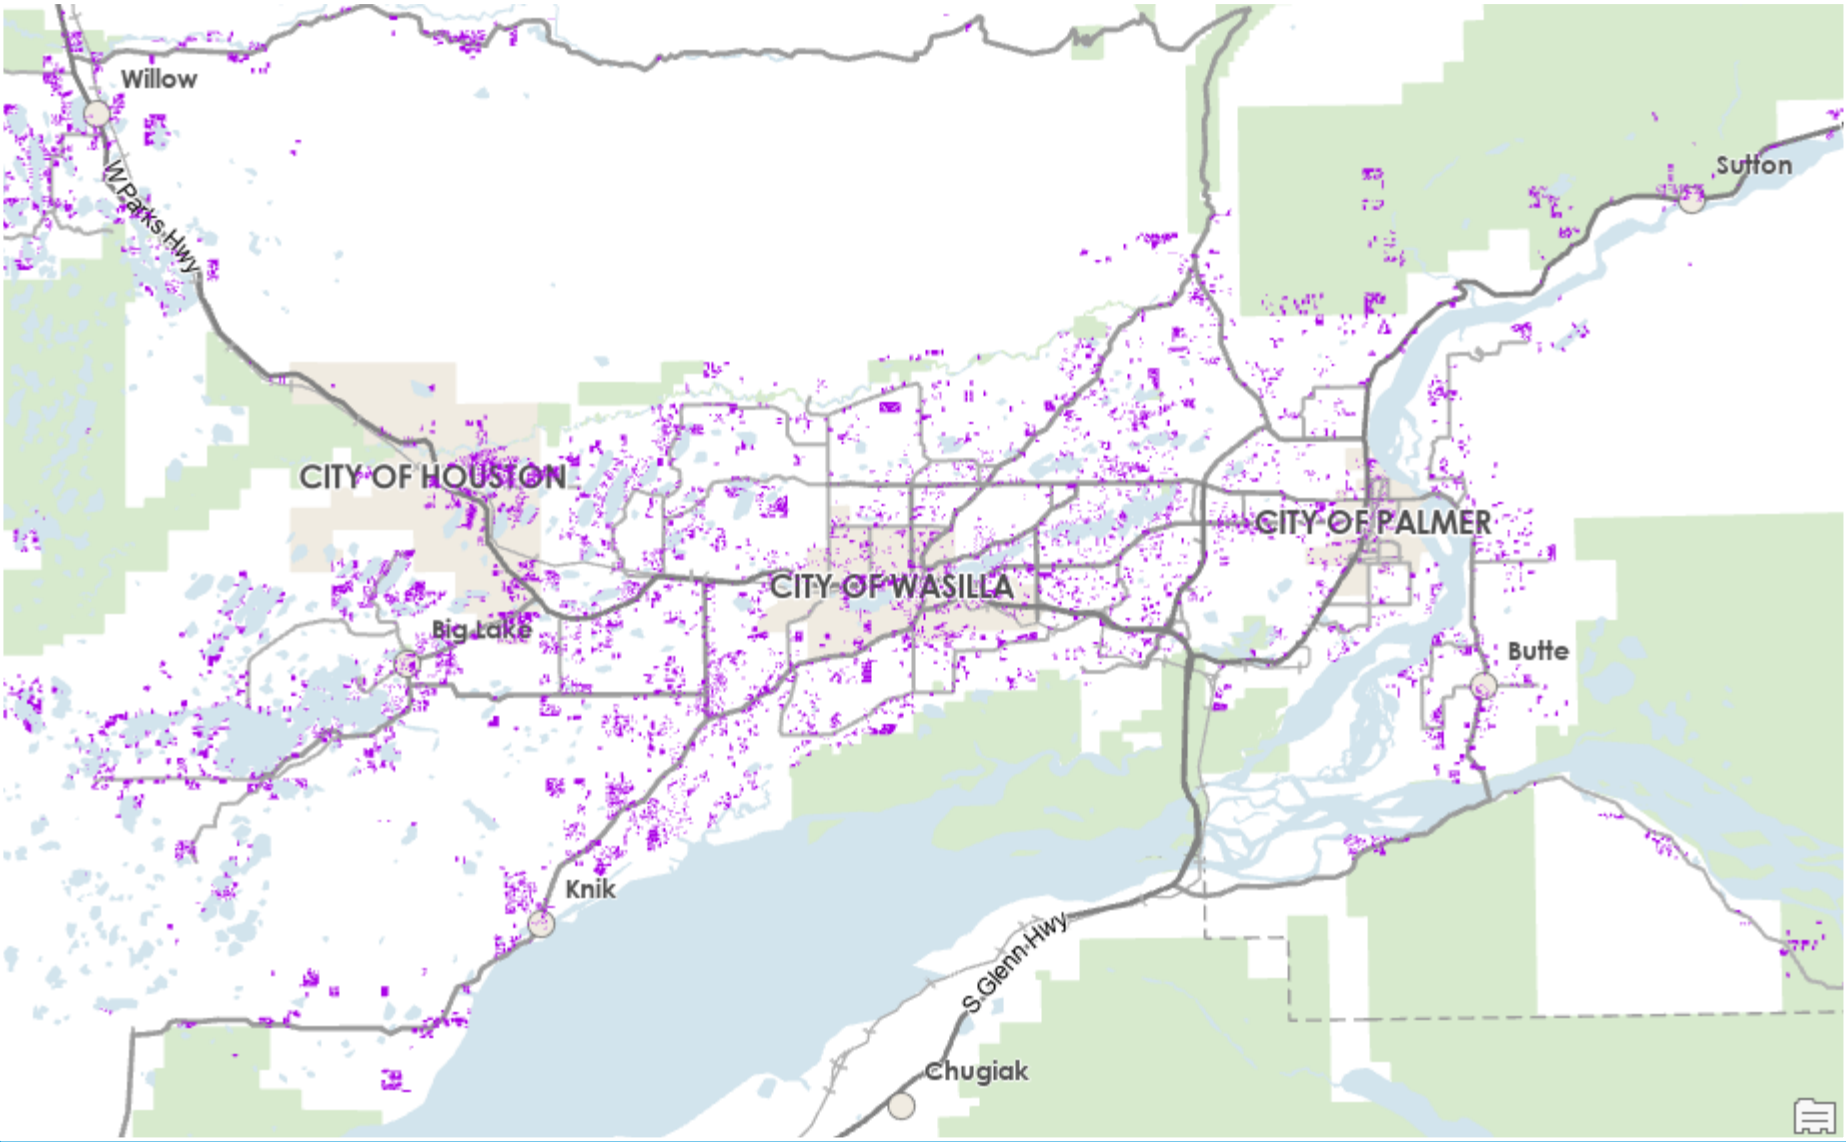 Willow
Sutton
W Parks Hwy
CITY OF HOUSTON
CITY OF PALMER
CITY OF WASILLA
Big Lake
Butte
Knik
S Glenn Hwy
Chugiak